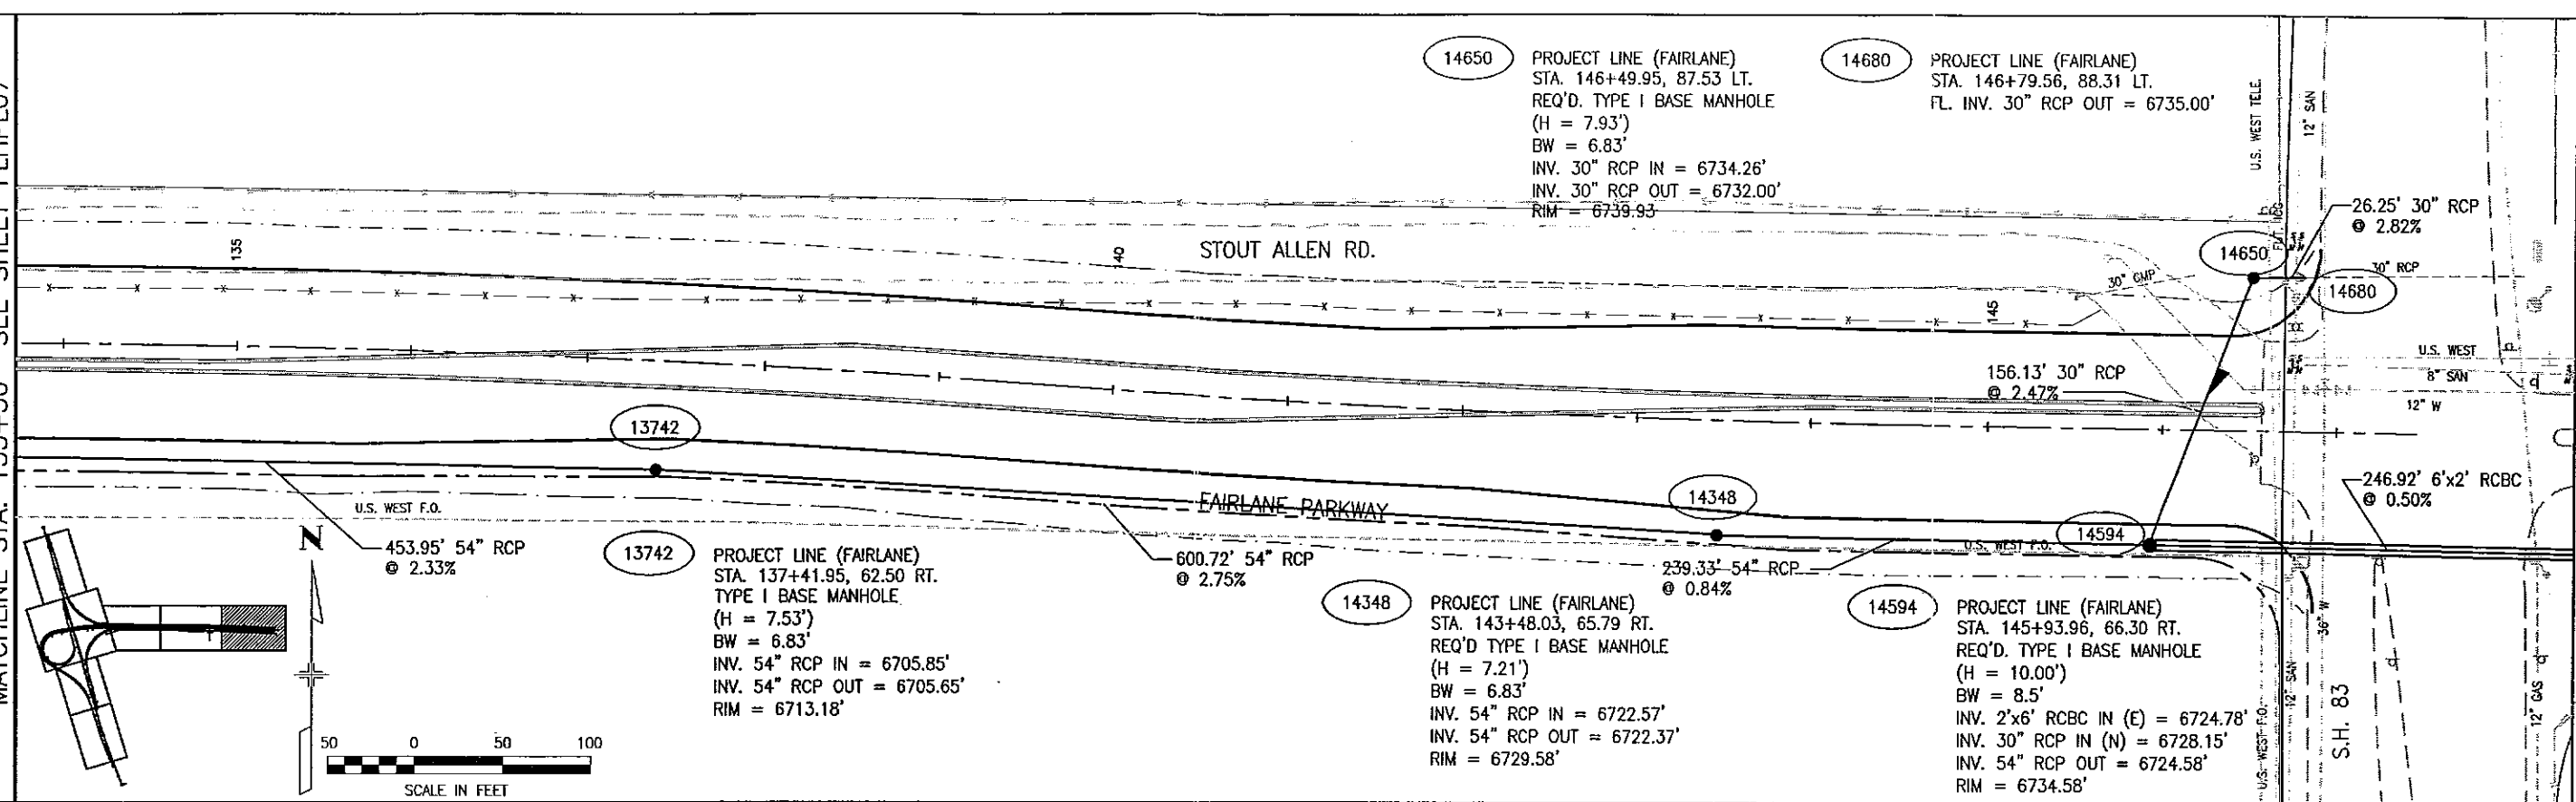 14650
PROJECT LINE (FAIRLANE)
STA. 146+49.95, 87.53 LT.
REQ'D. TYPE I BASE MANHOLE
(H = 7.93')
BW = 6.83'
INV. 30" RCP IN = 6734.26'
INV. 30" RCP OUT = 6732.00'
RIM = 6739.93
14680
PROJECT LINE (FAIRLANE)
STA. 146+79.56, 88.31 LT.
FL. INV. 30" RCP OUT = 6735.00'
U.S. WEST TELE.
12" SAN
26.25' 30" RCP
@ 2.82%
135
140
STOUT ALLEN RD.
145
30" CMP
14650
30" RCP
14680
156.13' 30" RCP
@ 2.47%
U.S. WEST
8" SAN
12" W
13742
14348
14594
FAIRLANE PARKWAY
U.S. WEST F.O.
U.S. WEST F.O.
246.92' 6'x2' RCBC
@ 0.50%
N
453.95' 54" RCP
@ 2.33%
13742
PROJECT LINE (FAIRLANE)
STA. 137+41.95, 62.50 RT.
TYPE I BASE MANHOLE
(H = 7.53')
BW = 6.83'
INV. 54" RCP IN = 6705.85'
INV. 54" RCP OUT = 6705.65'
RIM = 6713.18'
600.72' 54" RCP
@ 2.75%
239.33' 54" RCP
@ 0.84%
14348
PROJECT LINE (FAIRLANE)
STA. 143+48.03, 65.79 RT.
REQ'D TYPE I BASE MANHOLE
(H = 7.21')
BW = 6.83'
INV. 54" RCP IN = 6722.57'
INV. 54" RCP OUT = 6722.37'
RIM = 6729.58'
14594
PROJECT LINE (FAIRLANE)
STA. 145+93.96, 66.30 RT.
REQ'D. TYPE I BASE MANHOLE
(H = 10.00')
BW = 8.5'
INV. 2'x6' RCBC IN (E) = 6724.78'
INV. 30" RCP IN (N) = 6728.15'
INV. 54" RCP OUT = 6724.58'
RIM = 6734.58'
U.S. WEST F.O.
12" SAN
36" W
S.H. 83
12" GAS
50 0 50 100
SCALE IN FEET